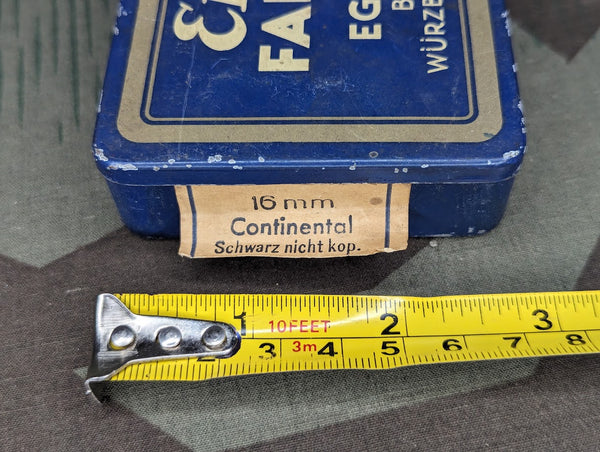 FA
EG
B
WÜRZB
16 mm
Continental
Schwarz nicht kop.
1 10FEET 2 3
3 3m 4 5 6 7 8